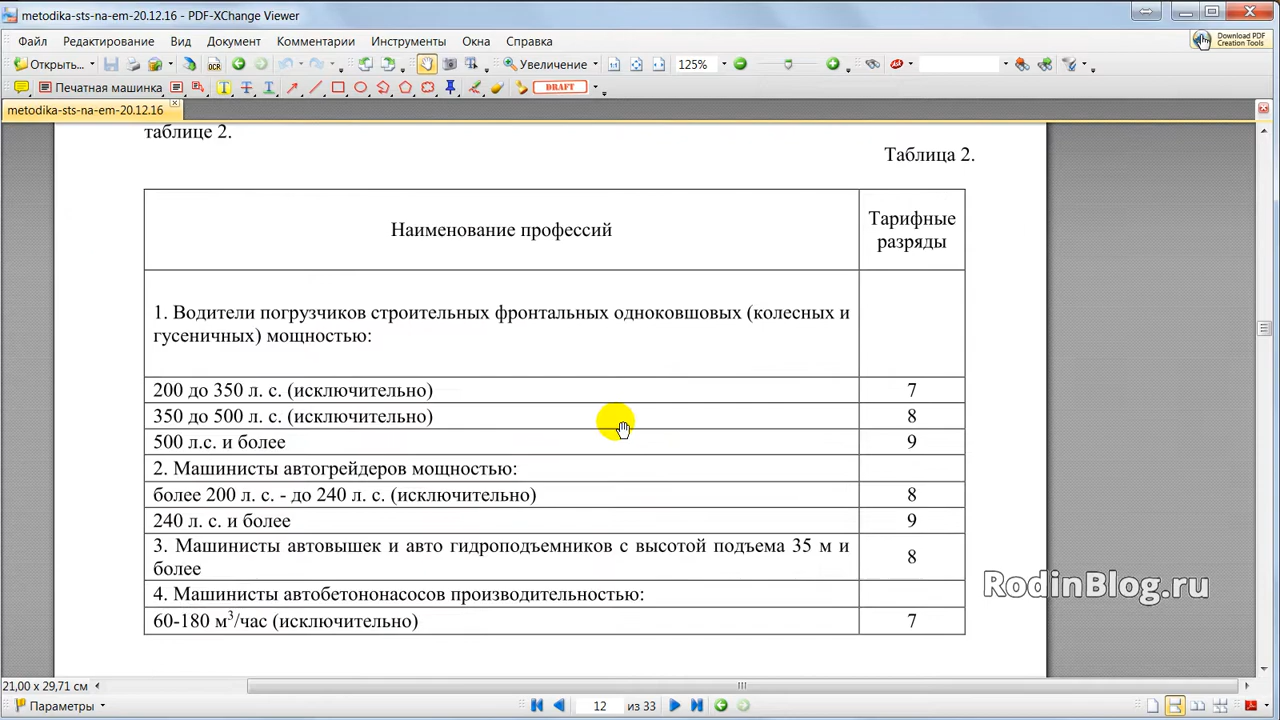 metodika-sts-na-em-20.12.16 - PDF-XChange Viewer
Файл Редактирование Вид Документ Комментарии Инструменты Окна Справка
Download PDF
Creation Tools
Открыть... OCR Увеличение 125%
Печатная машинка T T T DRAFT
metodika-sts-na-em-20.12.16
таблице 2.
Таблица 2.
Наименование профессий
Тарифные
разряды
1. Водители погрузчиков строительных фронтальных одноковшовых (колесных и
гусеничных) мощностью:
200 до 350 л. с. (исключительно) 7
350 до 500 л. с. (исключительно) 8
500 л.с. и более 9
2. Машинисты автогрейдеров мощностью:
более 200 л. с. - до 240 л. с. (исключительно) 8
240 л. с. и более 9
3. Машинисты автовышек и авто гидроподъемников с высотой подъема 35 м и
более 8
4. Машинисты автобетононасосов производительностью:
60-180 м³/час (исключительно) 7
RodinBlog.ru
21,00 x 29,71 см
Параметры 12 из 33